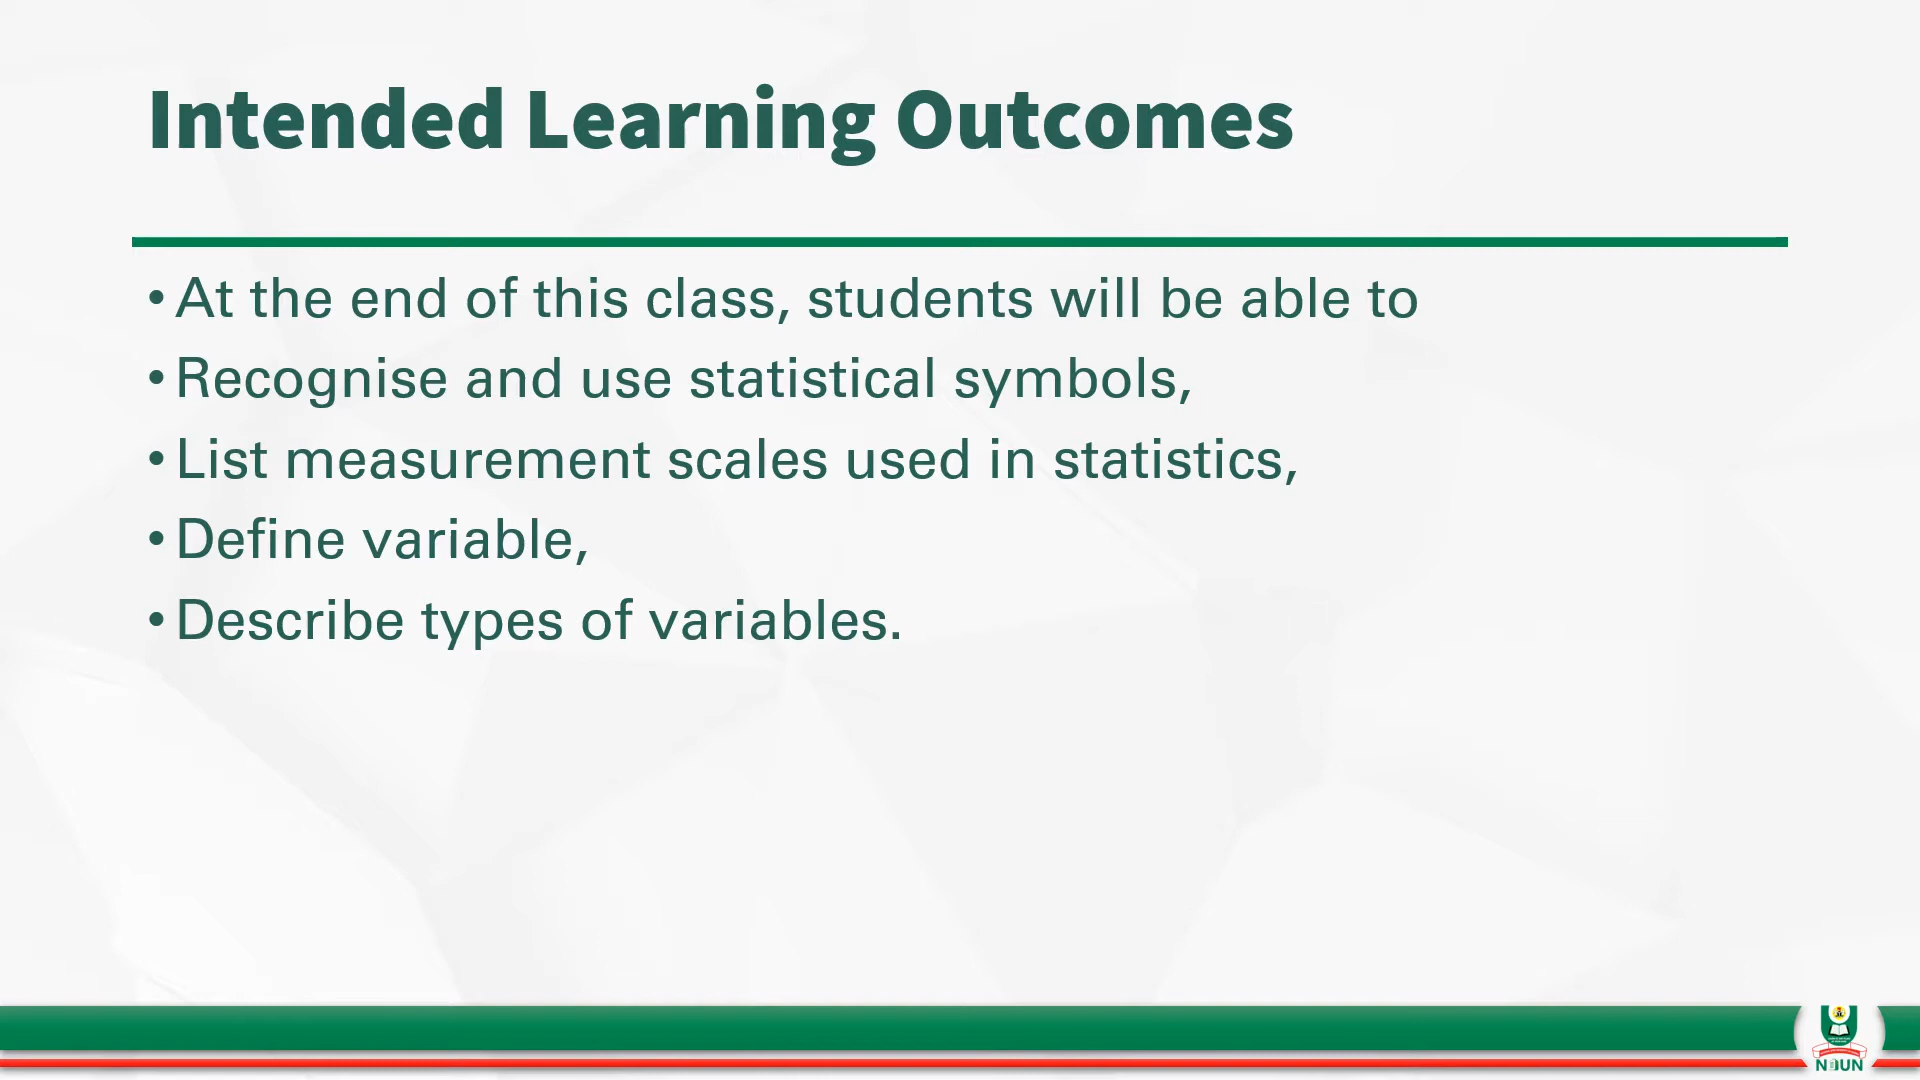 Intended Learning Outcomes
• At the end of this class, students will be able to
• Recognise and use statistical symbols,
• List measurement scales used in statistics,
• Define variable,
• Describe types of variables.
NOUN